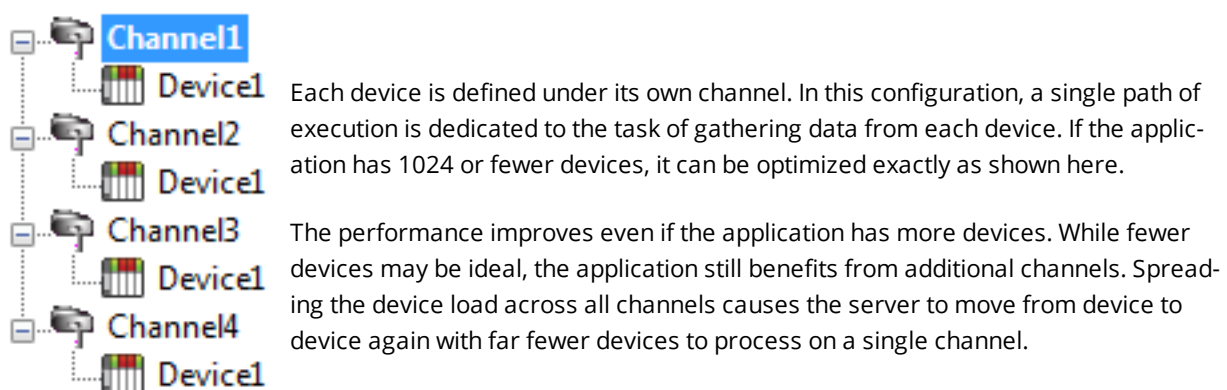 Channel1
Device1
Channel2
Device1
Channel3
Device1
Channel4
Device1
Each device is defined under its own channel. In this configuration, a single path of
execution is dedicated to the task of gathering data from each device. If the applic-
ation has 1024 or fewer devices, it can be optimized exactly as shown here.
The performance improves even if the application has more devices. While fewer
devices may be ideal, the application still benefits from additional channels. Spread-
ing the device load across all channels causes the server to move from device to
device again with far fewer devices to process on a single channel.